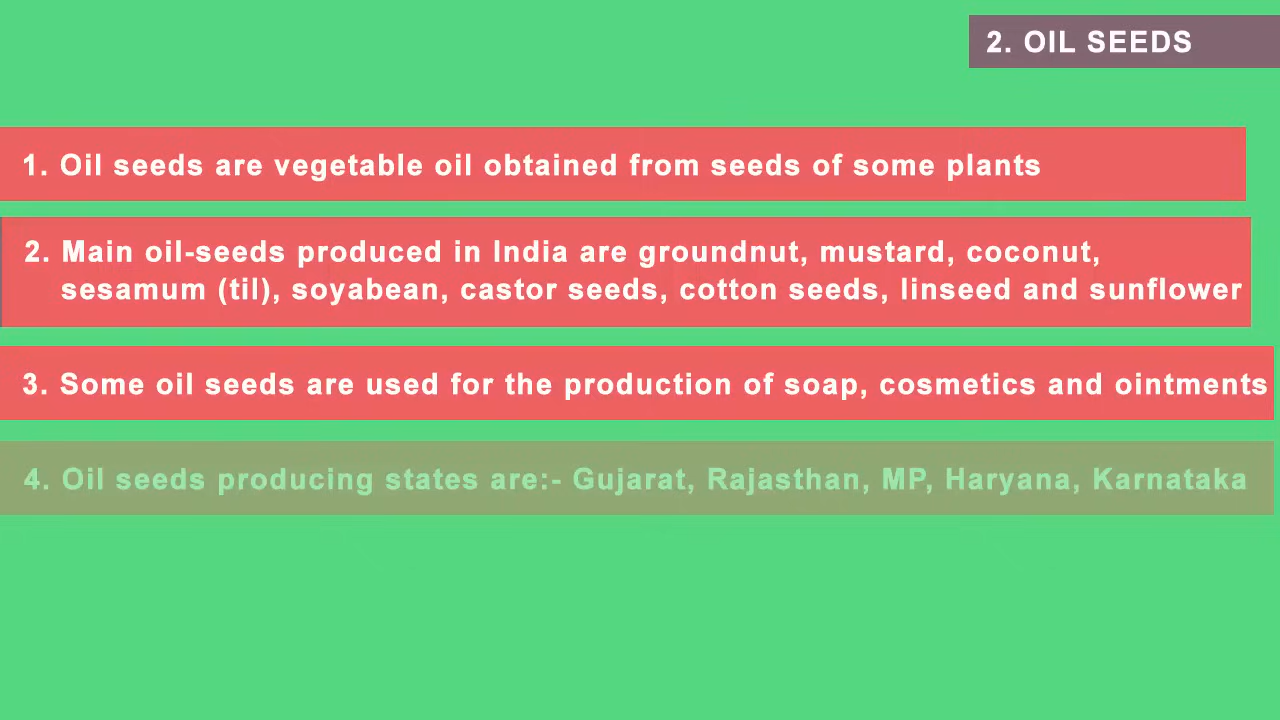 2. OIL SEEDS
1. Oil seeds are vegetable oil obtained from seeds of some plants
2. Main oil-seeds produced in India are groundnut, mustard, coconut,
sesamum (til), soyabean, castor seeds, cotton seeds, linseed and sunflower
3. Some oil seeds are used for the production of soap, cosmetics and ointments
4. Oil seeds producing states are:- Gujarat, Rajasthan, MP, Haryana, Karnataka